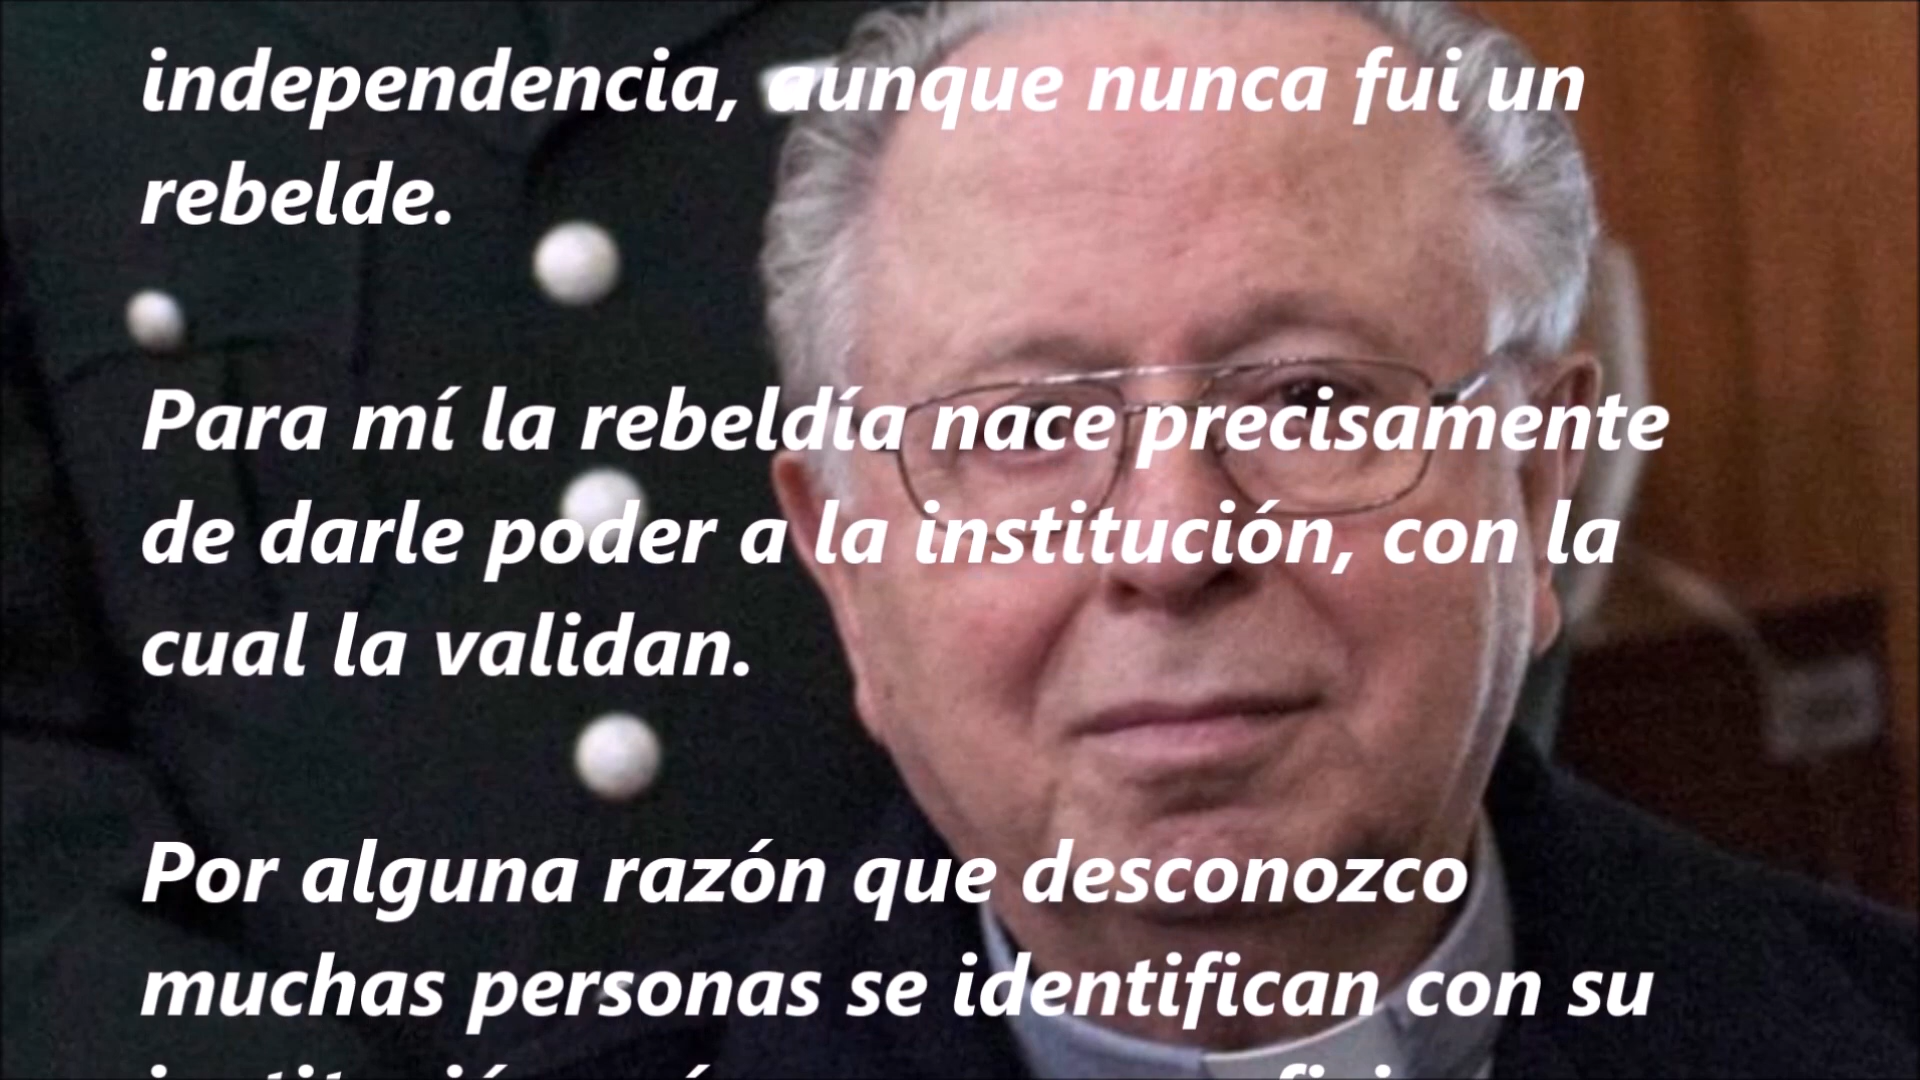 independencia, aunque nunca fui un
rebelde.
Para mí la rebeldía nace precisamente
de darle poder a la institución, con la
cual la validan.
Por alguna razón que desconozco
muchas personas se identifican con su